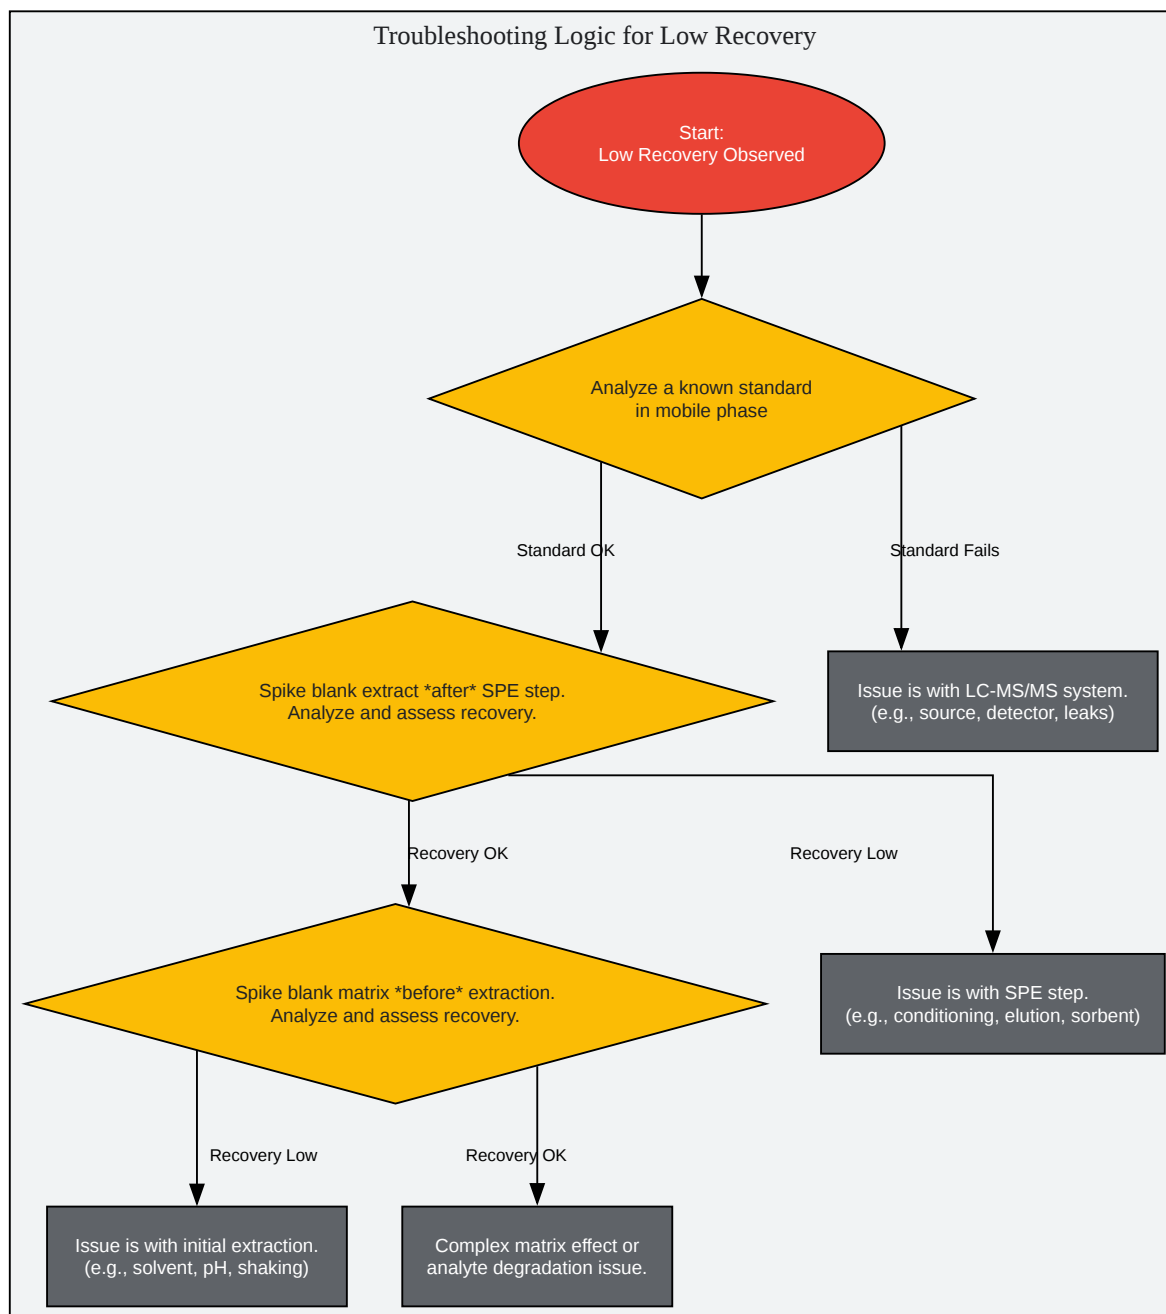 Troubleshooting Logic for Low Recovery
Start:
Low Recovery Observed
Analyze a known standard
in mobile phase
Standard OK
Standard Fails
Spike blank extract *after* SPE step.
Analyze and assess recovery.
Issue is with LC-MS/MS system.
(e.g., source, detector, leaks)
Recovery OK
Recovery Low
Spike blank matrix *before* extraction.
Analyze and assess recovery.
Issue is with SPE step.
(e.g., conditioning, elution, sorbent)
Recovery Low
Recovery OK
Issue is with initial extraction.
(e.g., solvent, pH, shaking)
Complex matrix effect or
analyte degradation issue.